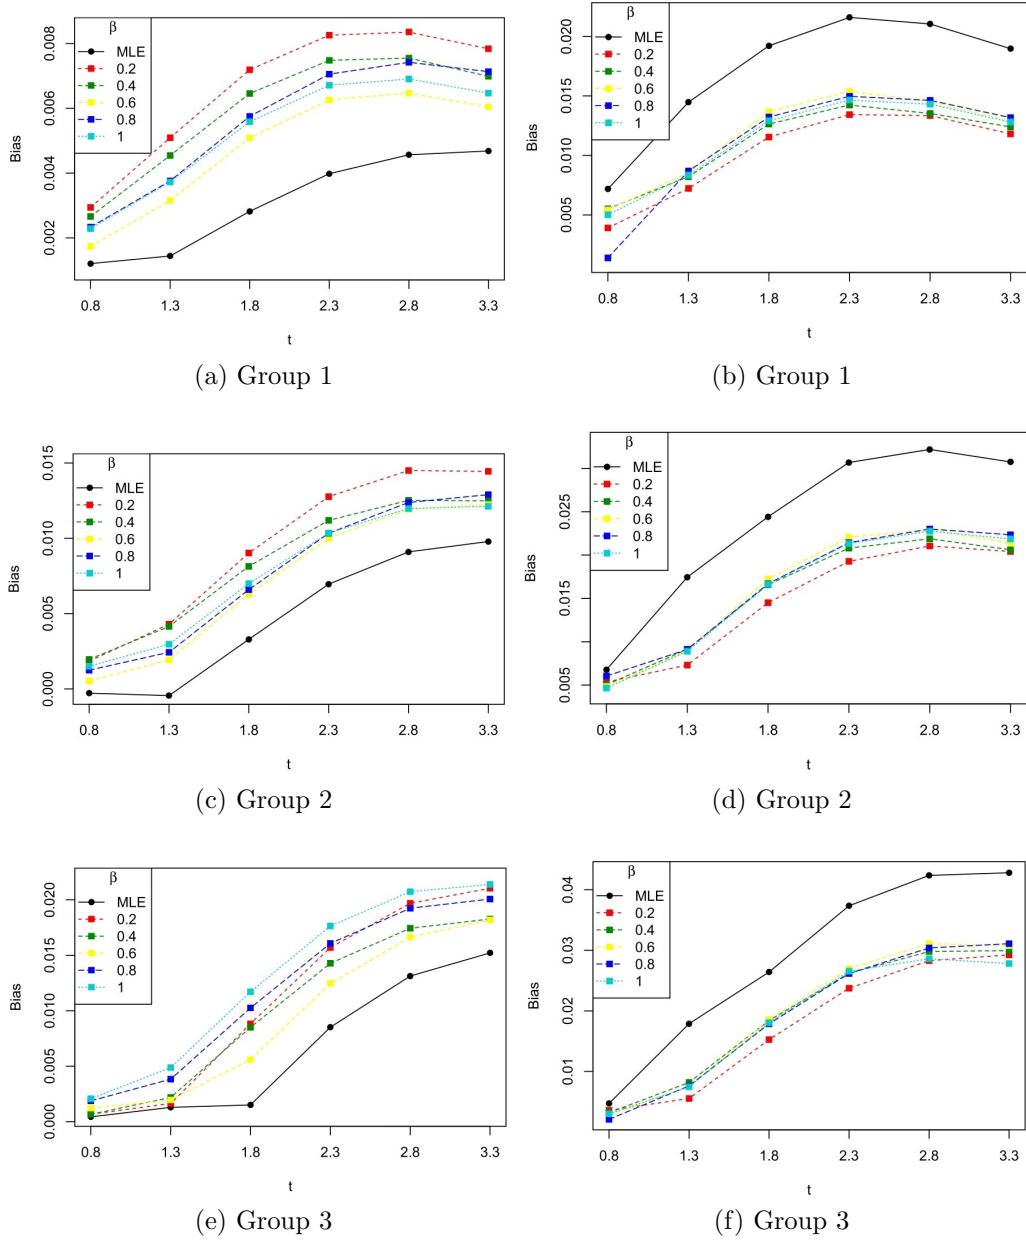 β
MLE
0.2
0.4
0.6
0.8
1
Bias
0.002 0.004 0.006 0.008
0.8 1.3 1.8 2.3 2.8 3.3
t
(a) Group 1
β
MLE
0.2
0.4
0.6
0.8
1
Bias
0.005 0.010 0.015 0.020
0.8 1.3 1.8 2.3 2.8 3.3
t
(b) Group 1
β
MLE
0.2
0.4
0.6
0.8
1
Bias
0.000 0.005 0.010 0.015
0.8 1.3 1.8 2.3 2.8 3.3
t
(c) Group 2
β
MLE
0.2
0.4
0.6
0.8
1
Bias
0.005 0.015 0.025
0.8 1.3 1.8 2.3 2.8 3.3
t
(d) Group 2
β
MLE
0.2
0.4
0.6
0.8
1
Bias
0.000 0.005 0.010 0.015 0.020
0.8 1.3 1.8 2.3 2.8 3.3
t
(e) Group 3
β
MLE
0.2
0.4
0.6
0.8
1
Bias
0.01 0.02 0.03 0.04
0.8 1.3 1.8 2.3 2.8 3.3
t
(f) Group 3